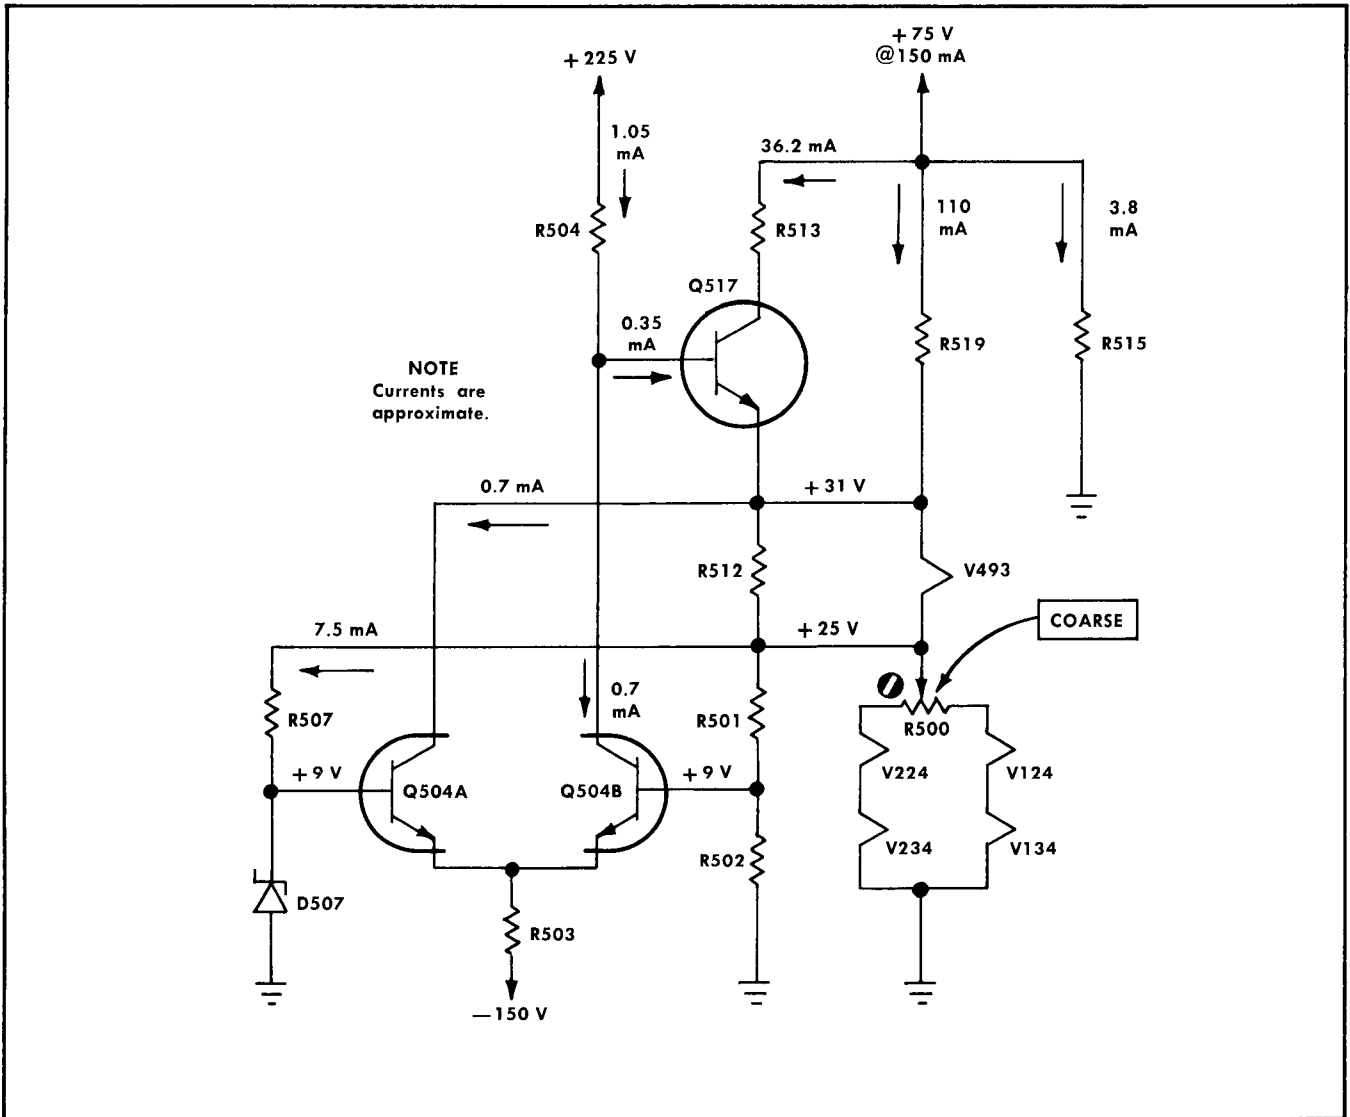 +75 V
@150 mA
+225 V
1.05
mA
36.2 mA
110
mA
3.8
mA
R504
R513
Q517
0.35
mA
R519
R515
NOTE
Currents are
approximate.
0.7 mA
+31 V
R512
V493
COARSE
7.5 mA
+25 V
0.7
mA
R507
R501
R500
+9 V
Q504A
Q504B
+9 V
V224
V124
V234
V134
R502
D507
R503
—150 V